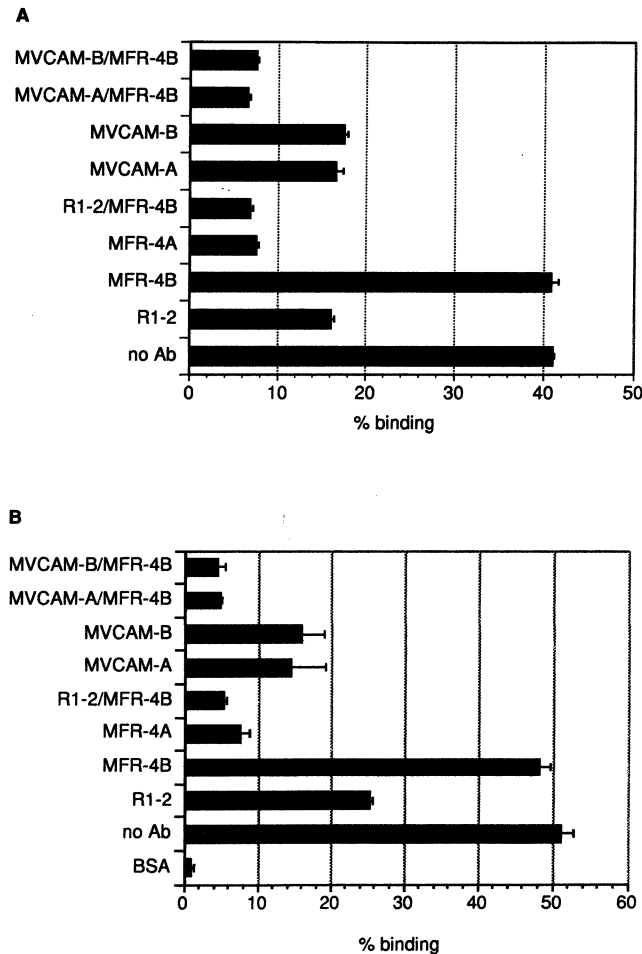 A
MVCAM-B/MFR-4B
MVCAM-A/MFR-4B
MVCAM-B
MVCAM-A
R1-2/MFR-4B
MFR-4A
MFR-4B
R1-2
no Ab
0 10 20 30 40 50
% binding
B
MVCAM-B/MFR-4B
MVCAM-A/MFR-4B
MVCAM-B
MVCAM-A
R1-2/MFR-4B
MFR-4A
MFR-4B
R1-2
no Ab
BSA
0 10 20 30 40 50 60
% binding